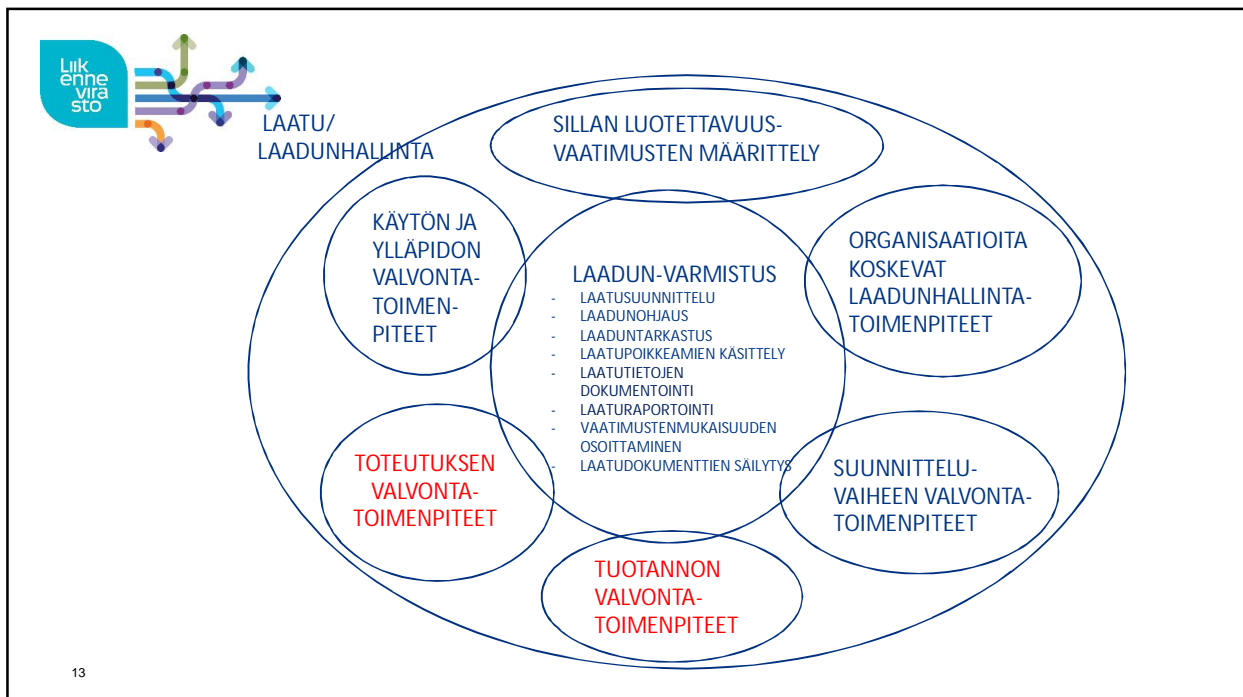 Liik
enne
vira
sto
LAATU/
LAADUNHALLINTA
SILLAN LUOTETTAVUUS-
VAATIMUSTEN MÄÄRITTELY
KÄYTÖN JA
YLLÄPIDON
VALVONTA-
TOIMEN-
PITEET
ORGANISAATIOITA
KOSKEVAT
LAADUNHALLINTA-
TOIMENPITEET
LAADUN-VARMISTUS
- LAATUSUUNNITTELU
- LAADUNOHJAUS
- LAADUNTARKASTUS
- LAATUPOIKKEAMIEN KÄSITTELY
- LAATUTIETOJEN
DOKUMENTOINTI
- LAATURAPORTOINTI
- VAATIMUSTENMUKAISUUDEN
OSOITTAMINEN
- LAATUDOKUMENTTIEN SÄILYTYS
TOTEUTUKSEN
VALVONTA-
TOIMENPITEET
SUUNNITTELU-
VAIHEEN VALVONTA-
TOIMENPITEET
TUOTANNON
VALVONTA-
TOIMENPITEET
13